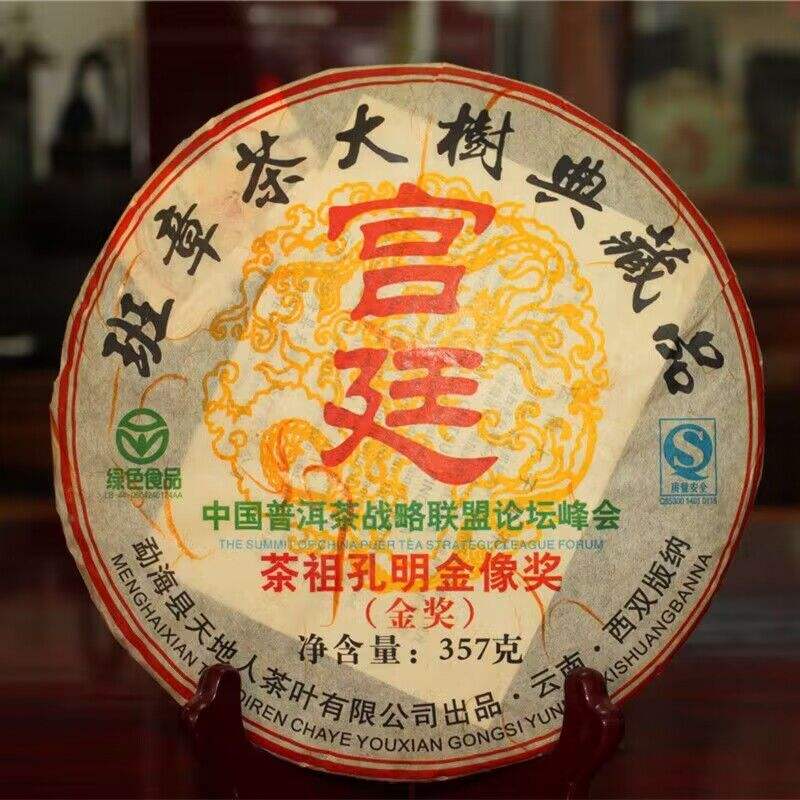 班章茶大樹典藏品
宫廷
绿色食品
质量安全
中国普洱茶战略联盟论坛峰会
THE SUMMIT OF CHINA PUER TEA STRATEGIC LEAGUE FORUM
茶祖孔明金像奖
（金奖）
净含量：357克
勐海县天地人茶叶有限公司出品·云南·西双版纳
MENGHAIXIAN CHAYE YOUXIAN GONGSI